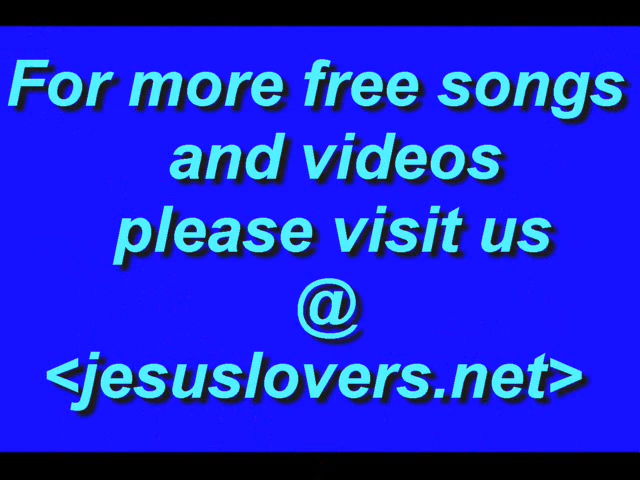 For more free songs
and videos
please visit us
@
<jesuslovers.net>